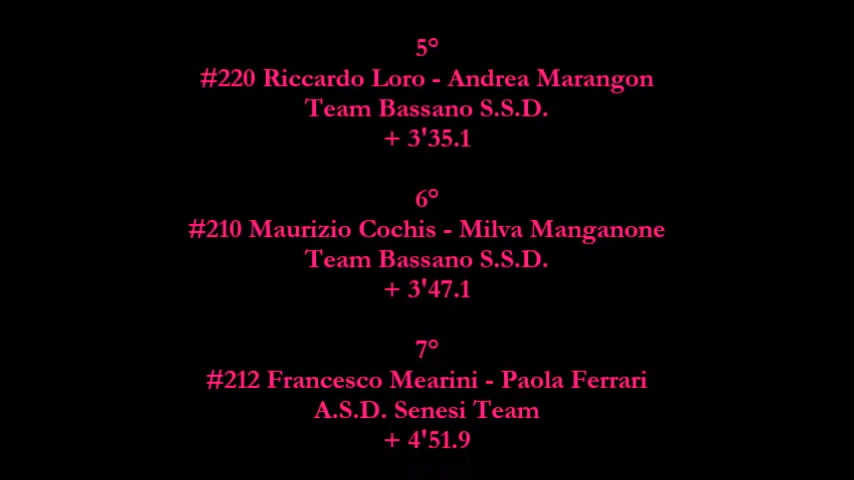 5°
#220 Riccardo Loro - Andrea Marangon
Team Bassano S.S.D.
+ 3'35.1
6°
#210 Maurizio Cochis - Milva Manganone
Team Bassano S.S.D.
+ 3'47.1
7°
#212 Francesco Mearini - Paola Ferrari
A.S.D. Senesi Team
+ 4'51.9